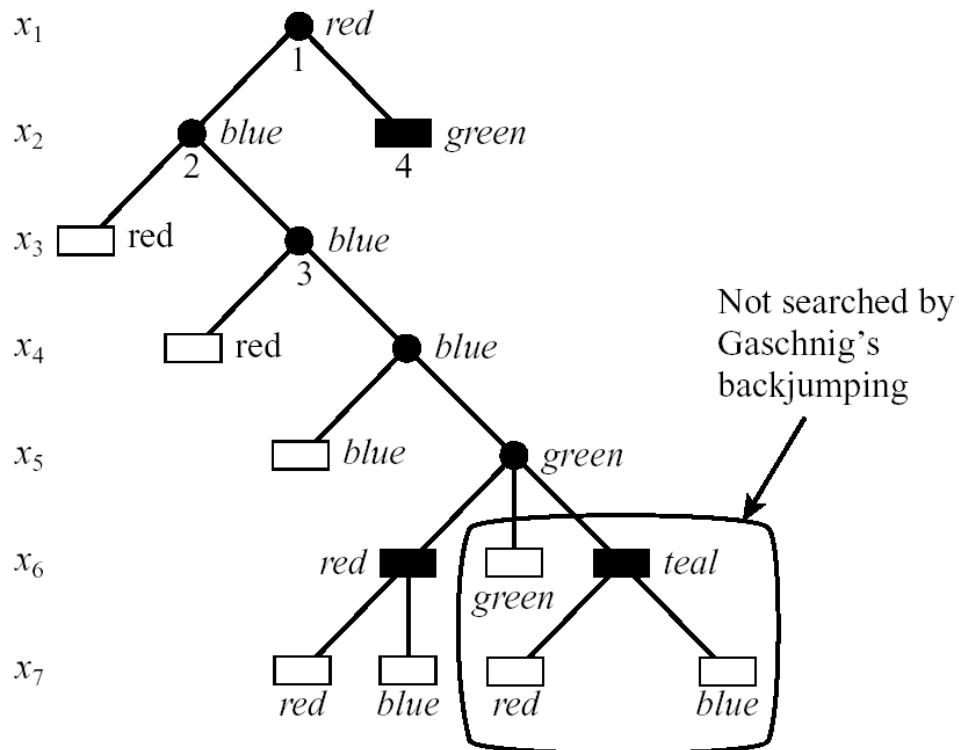 x₁ red
1
x₂ blue green
2 4
x₃ red blue
3
x₄ red blue
Not searched by
Gaschnig's
backjumping
x₅ blue green
x₆ red green teal
x₇ red blue red blue